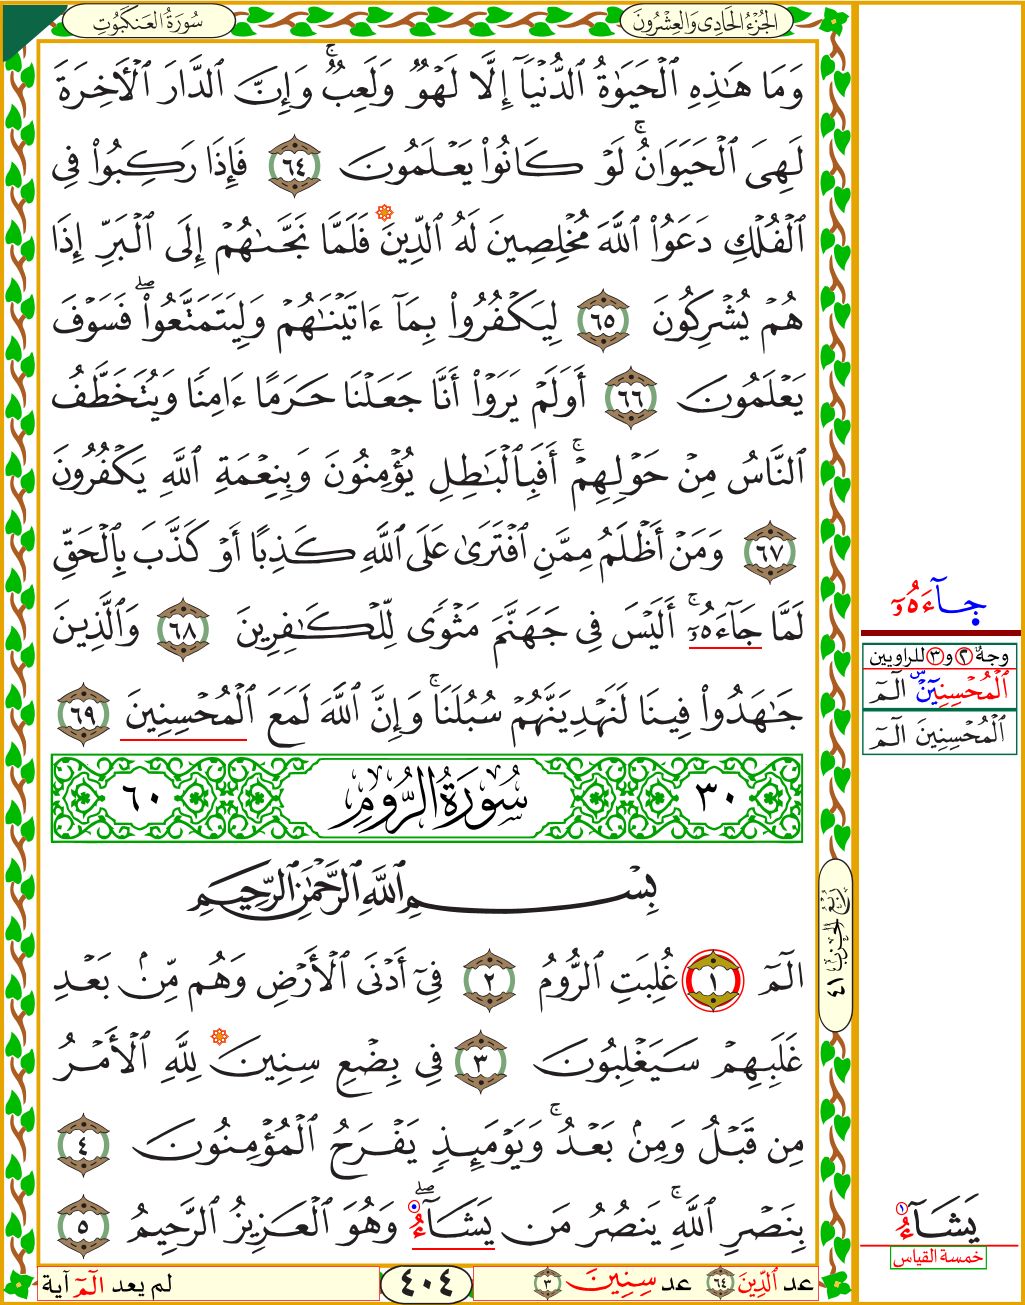 الجُزْءُ الحَادِى وَالعِشْرُونَ
سُورَةُ العَنكَبُوتِ
وَمَا هَٰذِهِ ٱلْحَيَوٰةُ ٱلدُّنْيَآ إِلَّا لَهْوٌ وَلَعِبٌ ۚ وَإِنَّ ٱلدَّارَ ٱلْأَخِرَةَ
لَهِىَ ٱلْحَيَوَانُ ۚ لَوْ كَانُوا۟ يَعْلَمُونَ ٦٤ فَإِذَا رَكِبُوا۟ فِى
ٱلْفُلْكِ دَعَوُا۟ ٱللَّهَ مُخْلِصِينَ لَهُ ٱلدِّينَ فَلَمَّا نَجَّىٰهُمْ إِلَى ٱلْبَرِّ إِذَا
هُمْ يُشْرِكُونَ ٦٥ لِيَكْفُرُوا۟ بِمَآ ءَاتَيْنَٰهُمْ وَلِيَتَمَتَّعُوا۟ ۖ فَسَوْفَ
يَعْلَمُونَ ٦٦ أَوَلَمْ يَرَوْا۟ أَنَّا جَعَلْنَا حَرَمًا ءَامِنًا وَيُتَخَطَّفُ
ٱلنَّاسُ مِنْ حَوْلِهِمْ ۚ أَفَبِٱلْبَٰطِلِ يُؤْمِنُونَ وَبِنِعْمَةِ ٱللَّهِ يَكْفُرُونَ
٦٧ وَمَنْ أَظْلَمُ مِمَّنِ ٱفْتَرَىٰ عَلَى ٱللَّهِ كَذِبًا أَوْ كَذَّبَ بِٱلْحَقِّ
لَمَّا جَآءَهُۥٓ ۚ أَلَيْسَ فِى جَهَنَّمَ مَثْوًى لِّلْكَٰفِرِينَ ٦٨ وَٱلَّذِينَ
جَٰهَدُوا۟ فِينَا لَنَهْدِيَنَّهُمْ سُبُلَنَا ۚ وَإِنَّ ٱللَّهَ لَمَعَ ٱلْمُحْسِنِينَ ٦٩
٣٠ سُورَةُ الرُّومِ ٦٠
بِسْمِ ٱللَّهِ ٱلرَّحْمَٰنِ ٱلرَّحِيمِ
الٓمٓ ١ غُلِبَتِ ٱلرُّومُ ٢ فِىٓ أَدْنَى ٱلْأَرْضِ وَهُم مِّنۢ بَعْدِ
غَلَبِهِمْ سَيَغْلِبُونَ ٣ فِى بِضْعِ سِنِينَ لِلَّهِ ٱلْأَمْرُ
مِن قَبْلُ وَمِنۢ بَعْدُ ۚ وَيَوْمَئِذٍ يَفْرَحُ ٱلْمُؤْمِنُونَ ٤
بِنَصْرِ ٱللَّهِ ۚ يَنصُرُ مَن يَشَآءُ ۖ وَهُوَ ٱلْعَزِيزُ ٱلرَّحِيمُ ٥
جآءَهُۥٓ
وجهٌ ٢ و ٣ للراويين
ٱلْمُحْسِنِينَ ۜ الٓمٓ
ٱلْمُحْسِنِينَ الٓمٓ
رُبْعُ الحِزْبِ ٤١
يَشَآءُ
خمسة القياس
عد ٱلدِّينَ ٦٤ عد سِنِينَ ٣
٤٠٤
لم يعد الٓمٓ آية